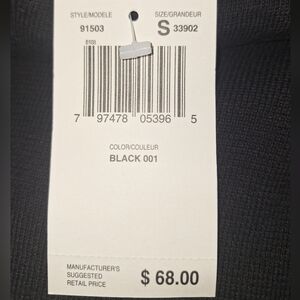 STYLE/MODELE SIZE/GRANDEUR
91503 S 33902
7 97478 05396 5
COLOR/COULEUR
BLACK 001
MANUFACTURER'S
SUGGESTED
RETAIL PRICE $ 68.00